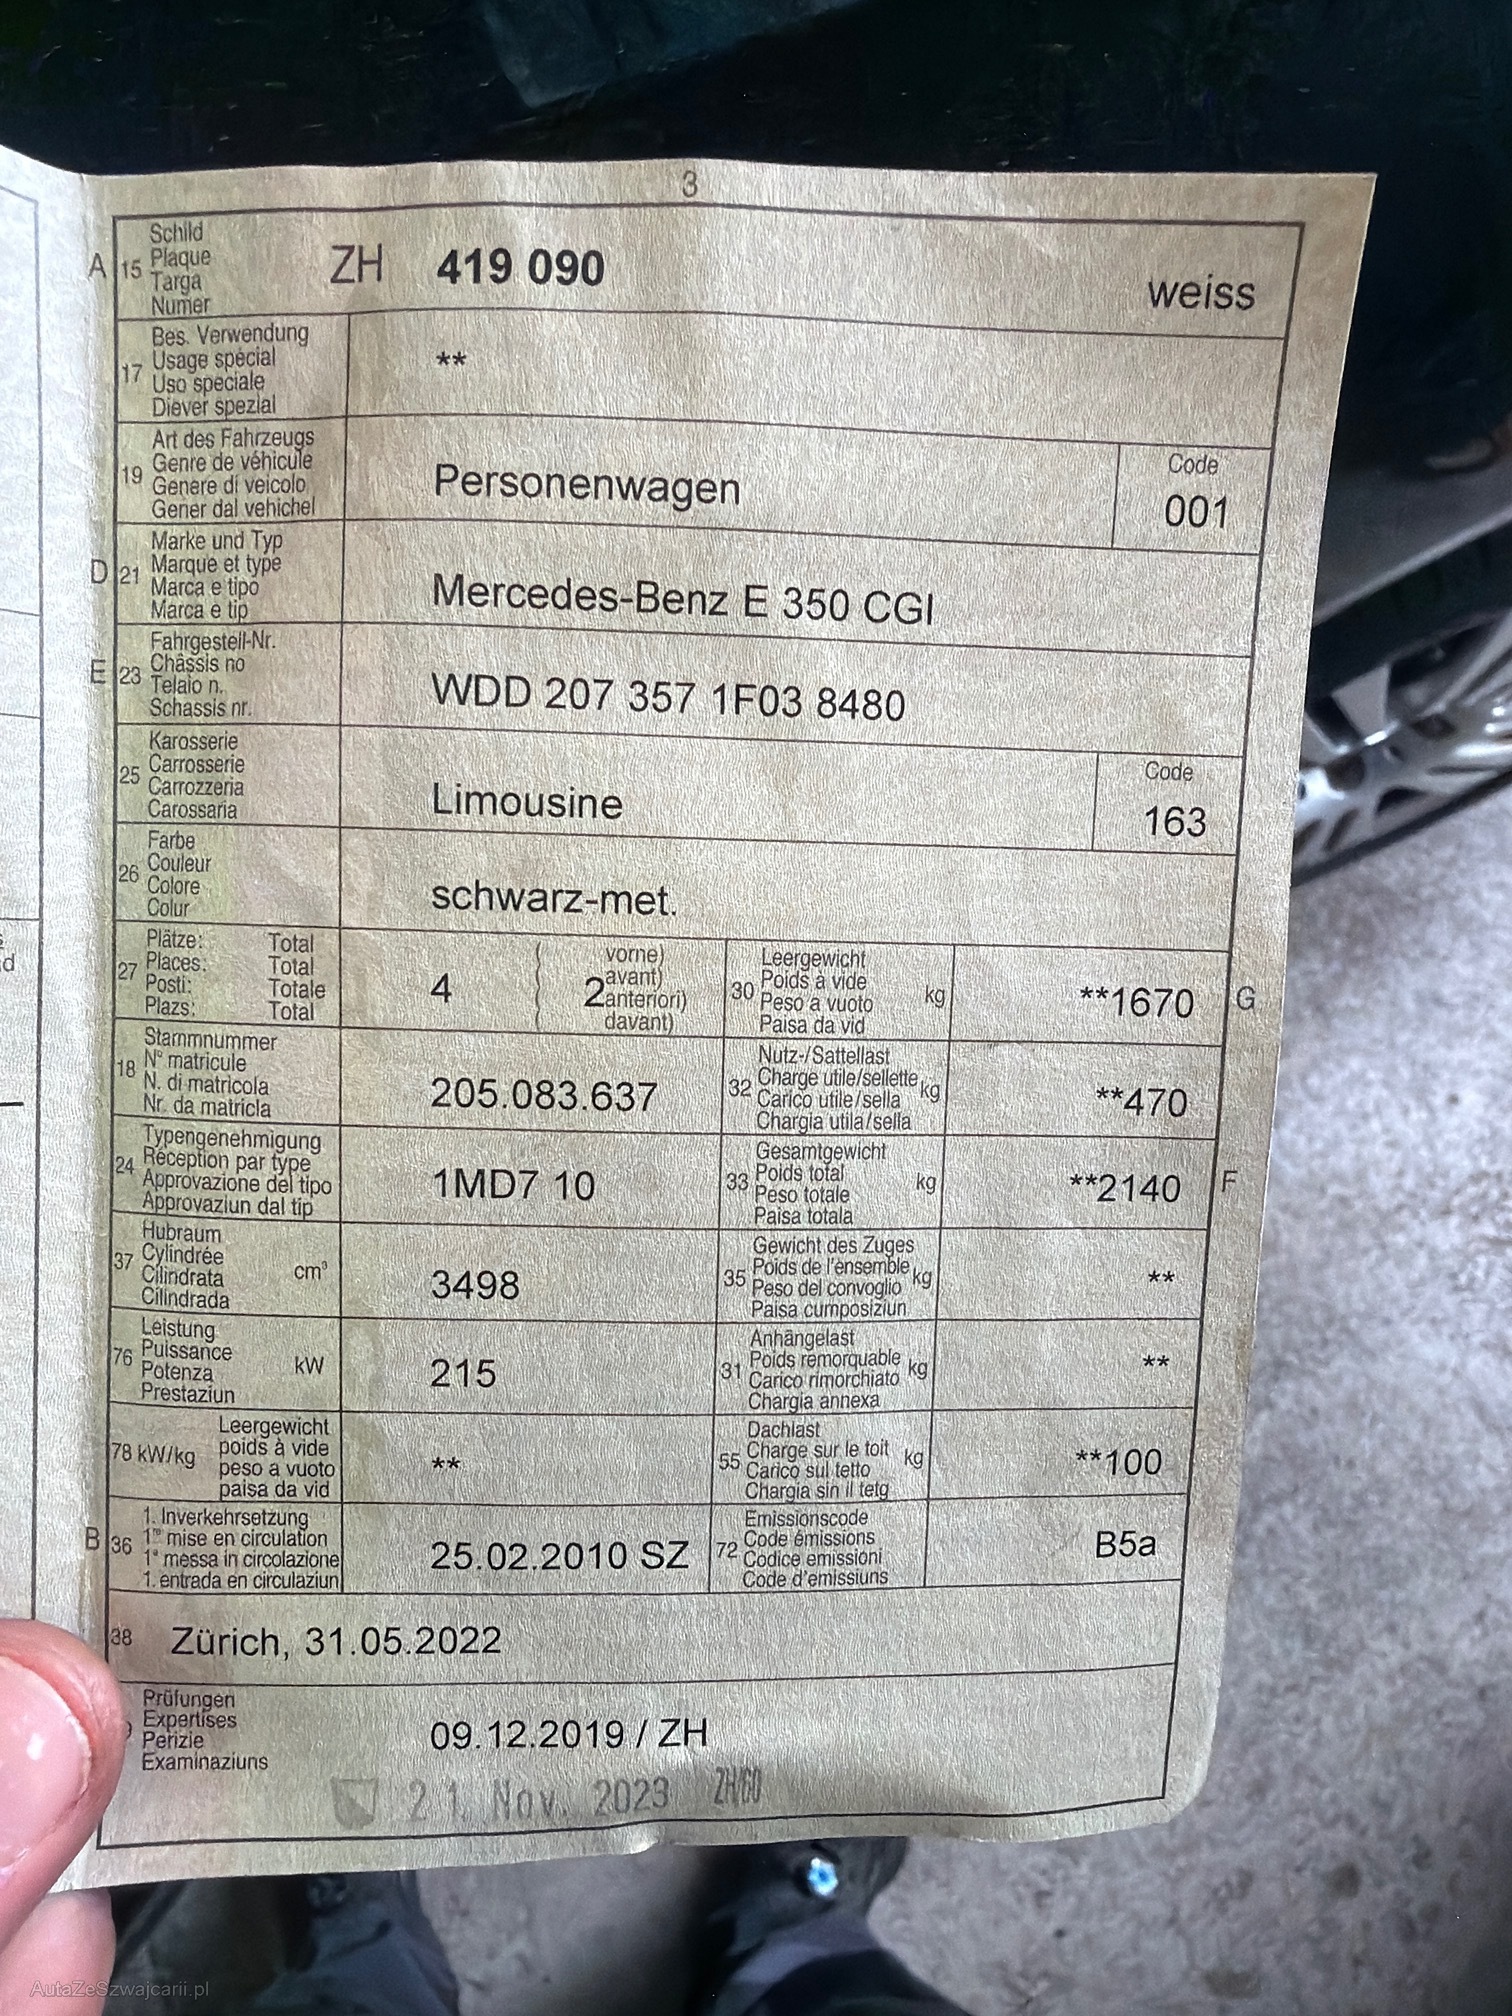 3
A 15 Schild
Plaque
Targa
Numer
ZH 419 090 weiss
17 Bes. Verwendung
Usage spécial
Uso speciale
Diever spezial
**
19 Art des Fahrzeugs
Genre de véhicule
Genere di veicolo
Gener dal vehichel
Personenwagen
Code
001
D 21 Marke und Typ
Marque et type
Marca e tipo
Marca e tip
Mercedes-Benz E 350 CGI
E 23 Fahrgestell-Nr.
Châssis no
Telaio n.
Schassis nr.
WDD 207 357 1F03 8480
25 Karosserie
Carrosserie
Carrozzeria
Carossaria
Limousine
Code
163
26 Farbe
Couleur
Colore
Colur
schwarz-met.
27 Plätze: Total
Places: Total
Posti: Totale
Plazs: Total
4 ( 2 vorne)
avant)
anteriori)
davant)
30 Leergewicht
Poids à vide
Peso a vuoto kg
Paisa da vid
**1670 G
18 Stammnummer
N° matricule
N. di matricola
Nr. da matricla
205.083.637
32 Nutz-/Sattellast
Charge utile/sellette kg
Carico utile/sella
Chargia utila/sella
**470
24 Typengenehmigung
Réception par type
Approvazione del tipo
Approvaziun dal tip
1MD7 10
33 Gesamtgewicht
Poids total kg
Peso totale
Paisa totala
**2140 F
37 Hubraum
Cylindrée
Cilindrata cm³
Cilindrada
3498
35 Gewicht des Zuges
Poids de l'ensemble kg
Peso del convoglio
Paisa cumposiziun
**
76 Leistung
Puissance kW
Potenza
Prestaziun
215
31 Anhängelast
Poids remorquable kg
Carico rimorchiato
Chargia annexa
**
78 kW/kg Leergewicht
poids à vide
peso a vuoto
paisa da vid
**
55 Dachlast
Charge sur le toit kg
Carico sul tetto
Chargia sin il tetg
**100
B 36 1. Inverkehrsetzung
1re mise en circulation
1a messa in circolazione
1. entrada en circulaziun
25.02.2010 SZ
72 Emissionscode
Code émissions
Codice emissioni
Code d'emissiuns
B5a
38 Zürich, 31.05.2022
Prüfungen
Expertises
Perizie
Examinaziuns
09.12.2019 / ZH
21. Nov. 2023 ZH/60
AutaZeSzwajcarii.pl